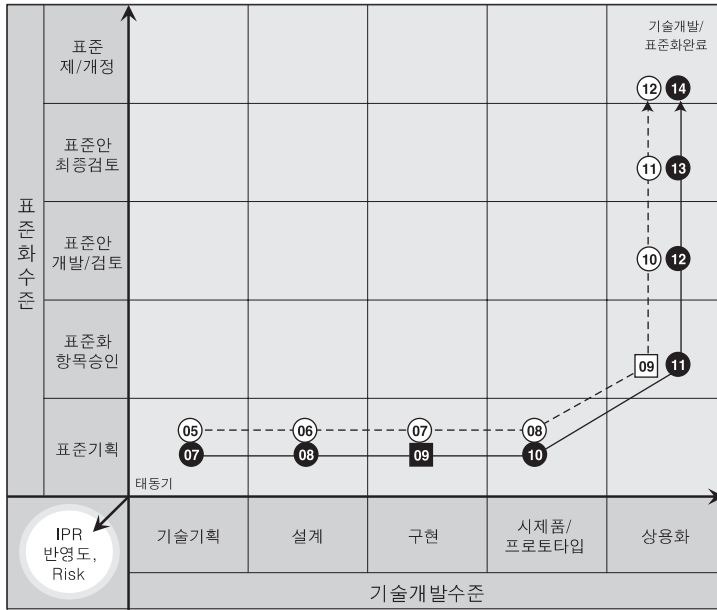 기술개발/
표준화완료
표준
제/개정
12 14
표준안
최종검토
11 13
표준화수준
표준안
개발/검토
10 12
표준화
항목승인
09 11
05 06 07 08
표준기획
07 08 09 10
태동기
IPR
반영도,
Risk
기술기획
설계
구현
시제품/
프로토타입
상용화
기술개발수준